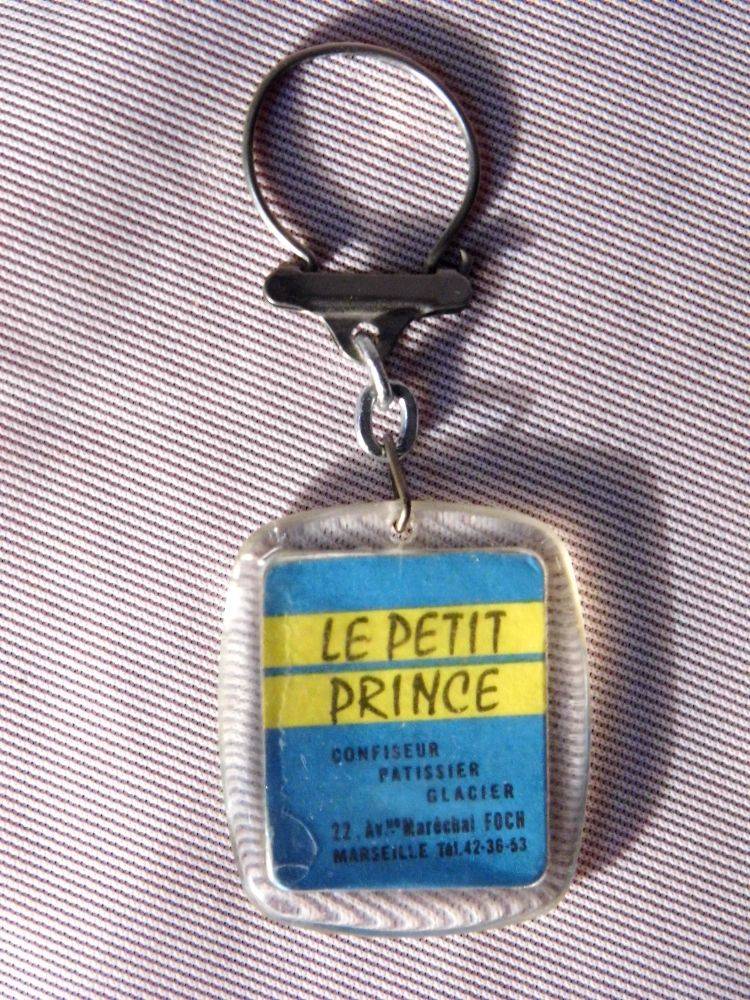 LE PETIT
PRINCE
CONFISEUR
PATISSIER
GLACIER
22, Av.ᵘᵉ Maréchal FOCH
MARSEILLE Tél.42-36-53